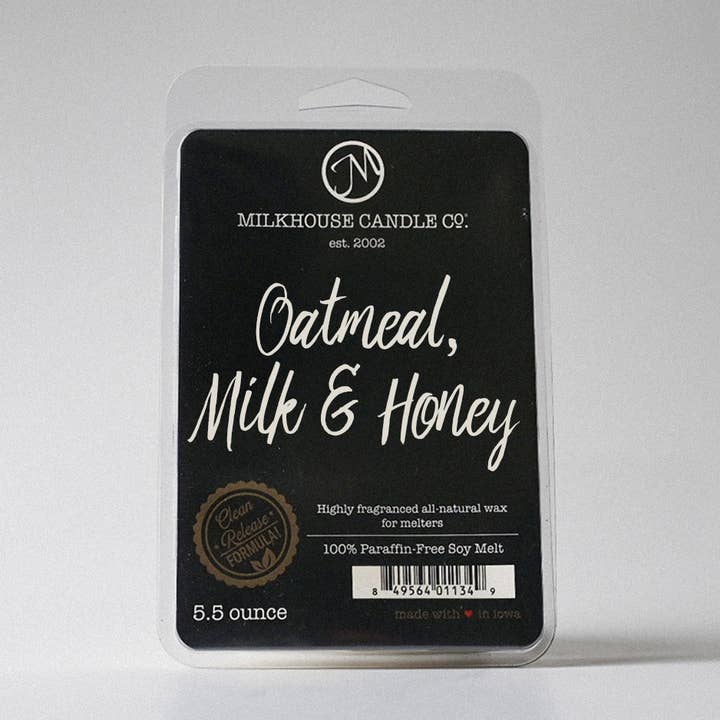 JM
MILKHOUSE CANDLE Co.®
est. 2002
Oatmeal,
Milk & Honey
Highly fragranced all-natural wax
for melters
100% Paraffin-Free Soy Melt
Clean
Release
FORMULA!
8 49564 01134 9
5.5 ounce
made with ♥ in iowa